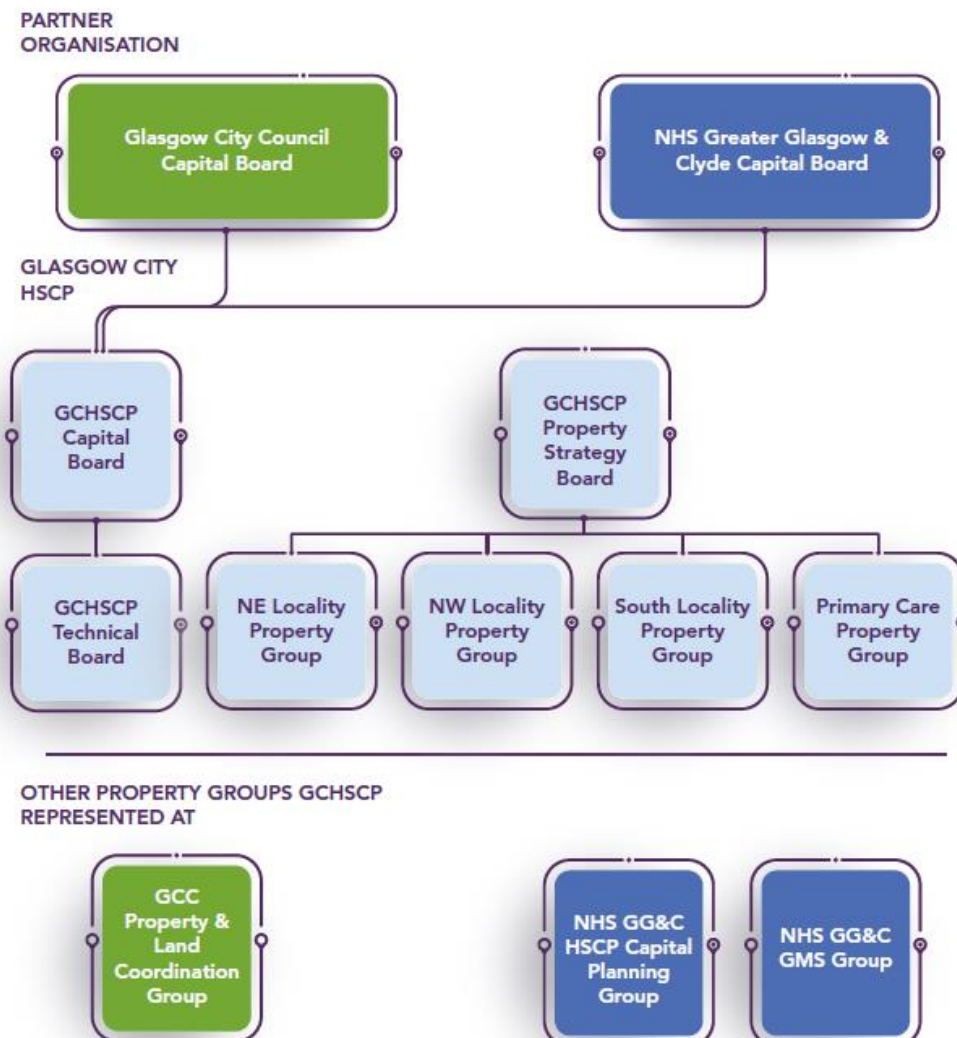 PARTNER
ORGANISATION
Glasgow City Council
Capital Board
NHS Greater Glasgow &
Clyde Capital Board
GLASGOW CITY
HSCP
GCHSCP
Capital
Board
GCHSCP
Property
Strategy
Board
GCHSCP
Technical
Board
NE Locality
Property
Group
NW Locality
Property
Group
South Locality
Property
Group
Primary Care
Property
Group
OTHER PROPERTY GROUPS GCHSCP
REPRESENTED AT
GCC
Property &
Land
Coordination
Group
NHS GG&C
HSCP Capital
Planning
Group
NHS GG&C
GMS Group